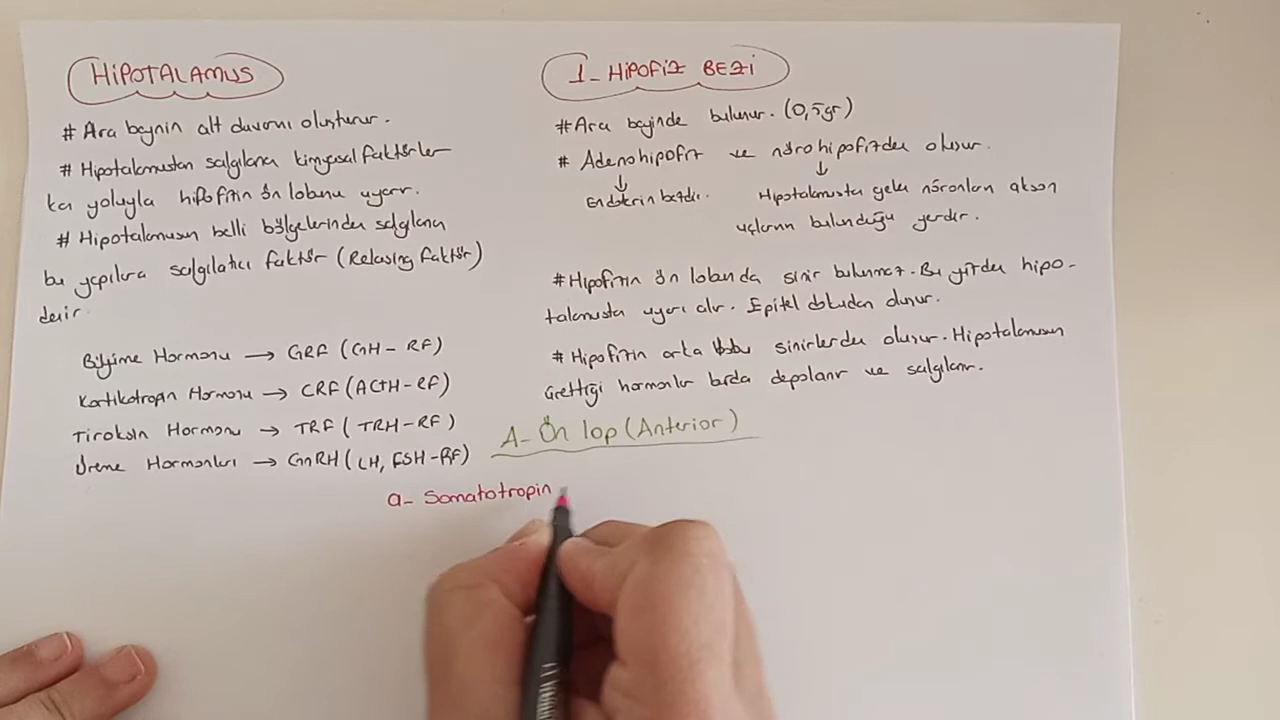 HİPOTALAMUS
# Ara beynin alt duvarını oluşturur.
# Hipotalamustan salgılanan kimyasal faktörler
kan yoluyla hipofizin ön lobunu uyarır.
# Hipotalamusun belli bölgelerinden salgılanan
bu yapılara salgılatıcı faktör (Relasing faktör)
denir.
Büyüme Hormonu → GRF (GH-RF)
Kortikotropin Hormonu → CRF (ACTH-RF)
Tiroksin Hormonu → TRF (TRH-RF)
Üreme Hormonları → GnRH (LH, FSH-RF)
1- HİPOFİZ BEZİ
# Ara beyinde bulunur. (0,5gr)
# Adenohipofiz ve nörohipofizden oluşur.
↓ ↓
Endokrin bezdir. Hipotalamustan gelen nöronların akson
uçlarının bulunduğu yerdir.
# Hipofizin ön lobunda sinir bulunmaz. Bu yüzden hipo-
talamustan uyarı alır. Epitel dokudan oluşur.
# Hipofizin arka lobu sinirlerden oluşur. Hipotalamusun
ürettiği hormonlar burda depolanır ve salgılanır.
A- Ön lop (Anterior)
a- Somatotropin